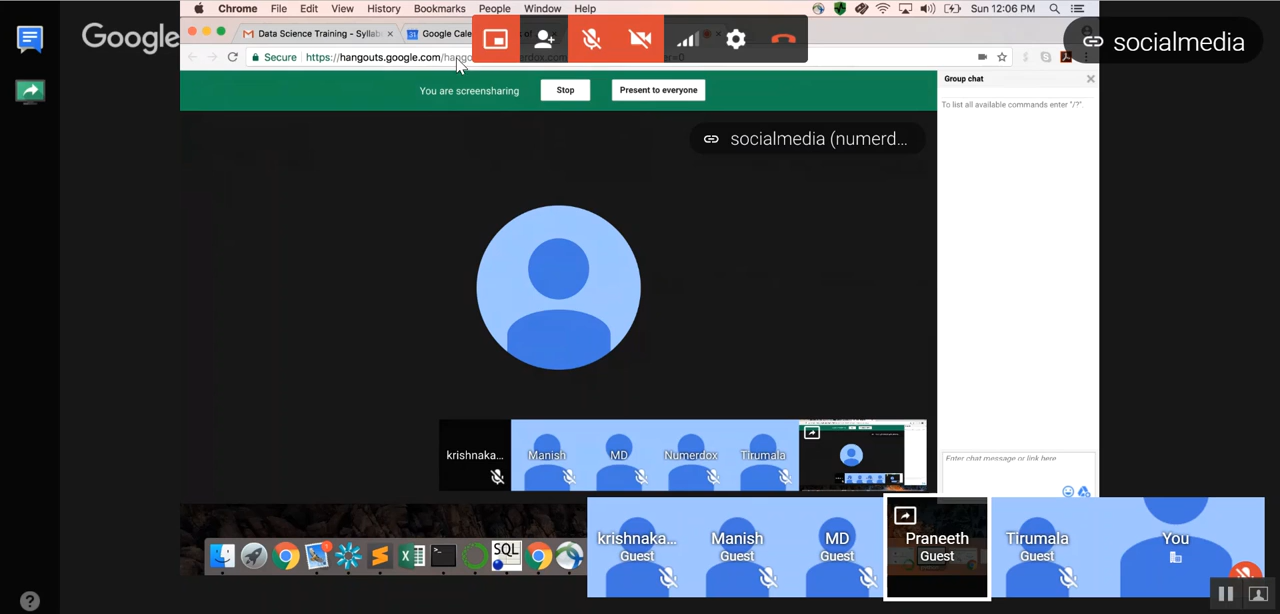 Chrome File Edit View History Bookmarks People Window Help Sun 12:06 PM
Google
socialmedia
Data Science Training - Syllab
Google Cale
Secure https://hangouts.google.com/hango
You are screensharing Stop Present to everyone
Group chat
To list all available commands enter "/?".
socialmedia (numerd...
krishnaka... Manish MD Numerdox Tirumala
Enter chat message or link here
SQL
krishnaka... Manish MD Praneeth Tirumala You
Guest Guest Guest Guest Guest